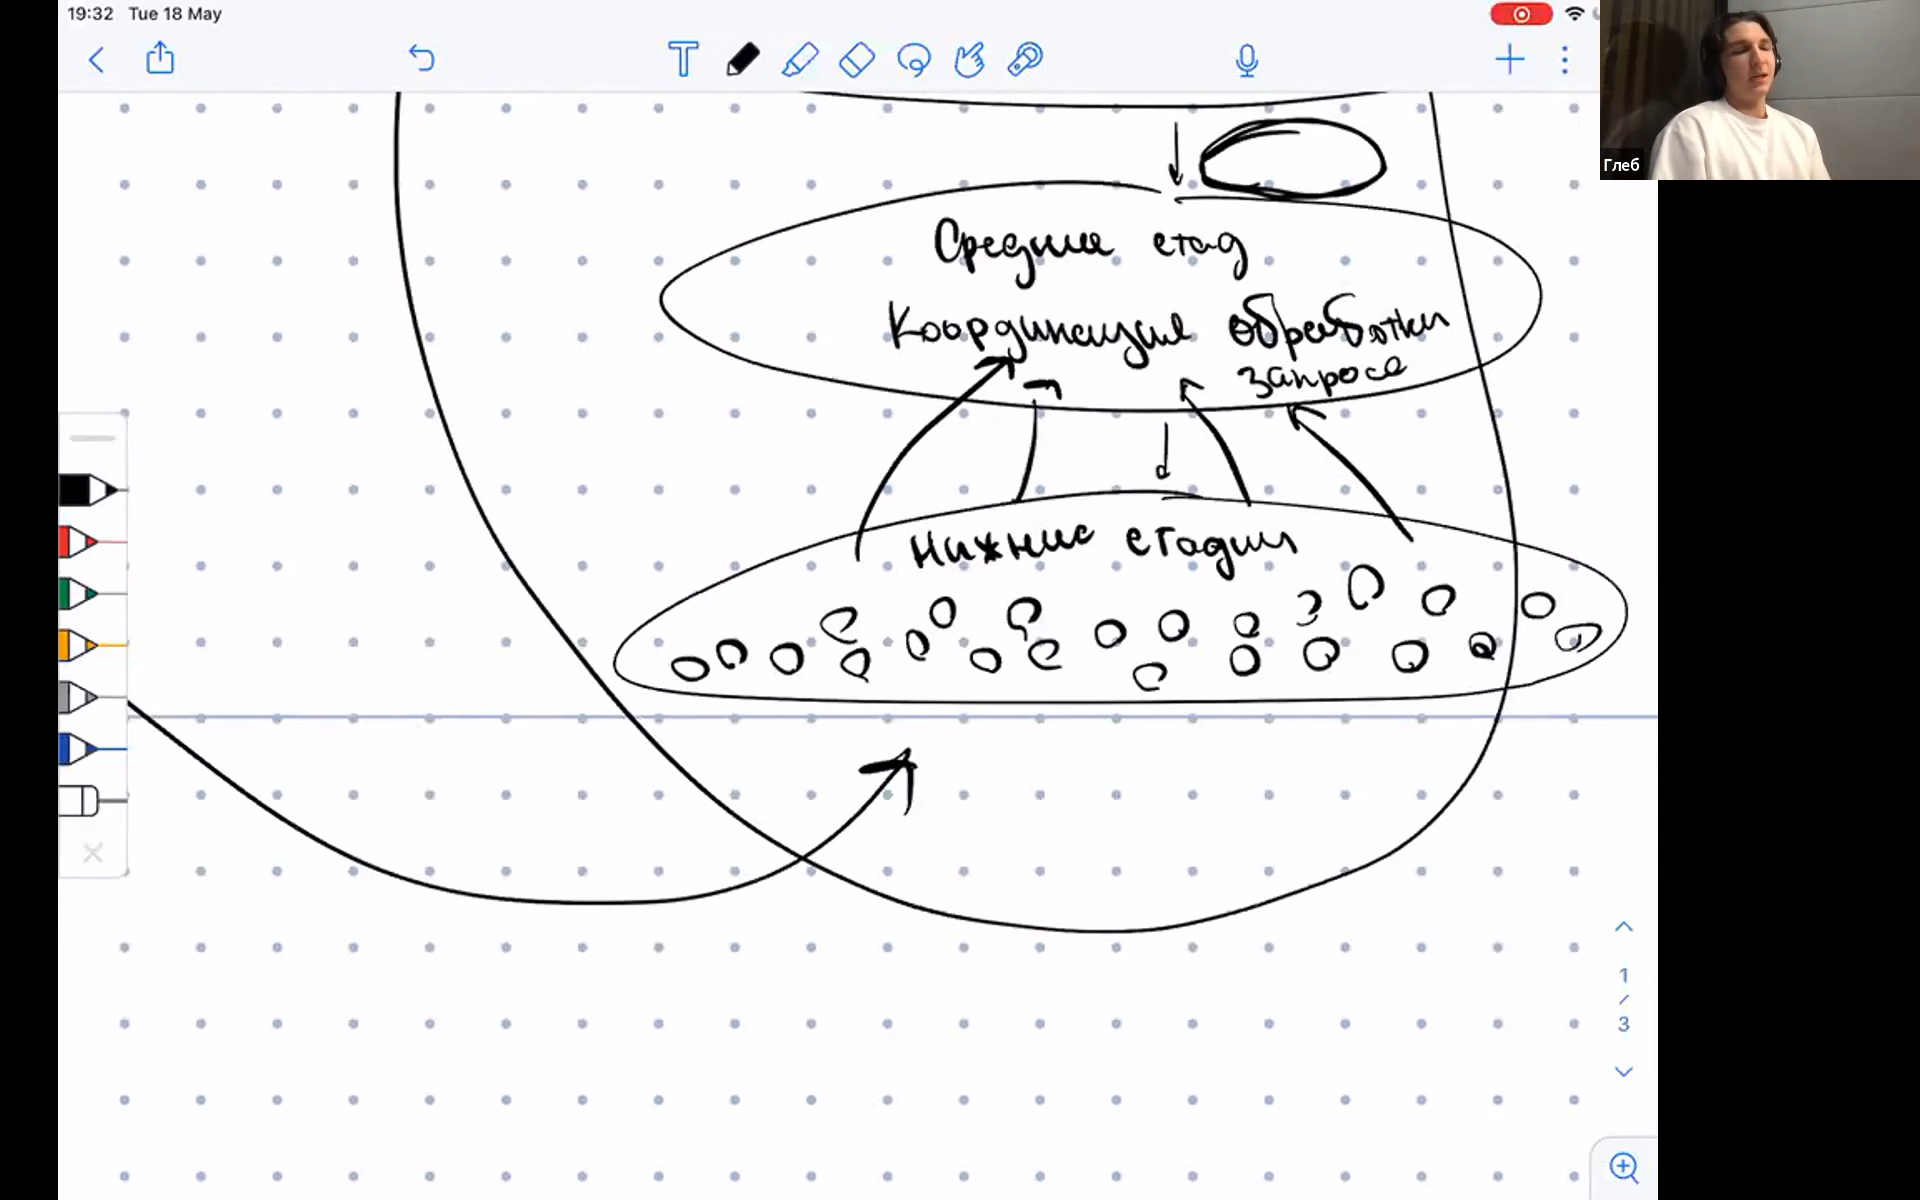 19:32 Tue 18 May
Глеб
T
Средние стад
Координация обработки
запроса
Нижние стадии
1
/
3